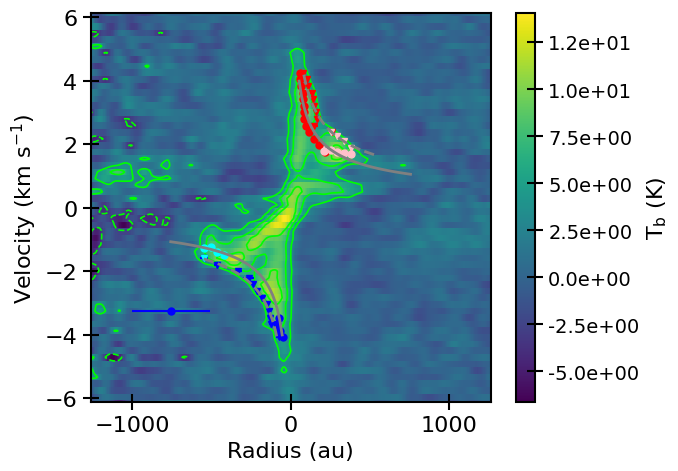 6
4
2
0
−2
−4
−6
Velocity (km s⁻¹)
−1000
0
1000
Radius (au)
1.2e+01
1.0e+01
7.5e+00
5.0e+00
2.5e+00
0.0e+00
−2.5e+00
−5.0e+00
T_b (K)